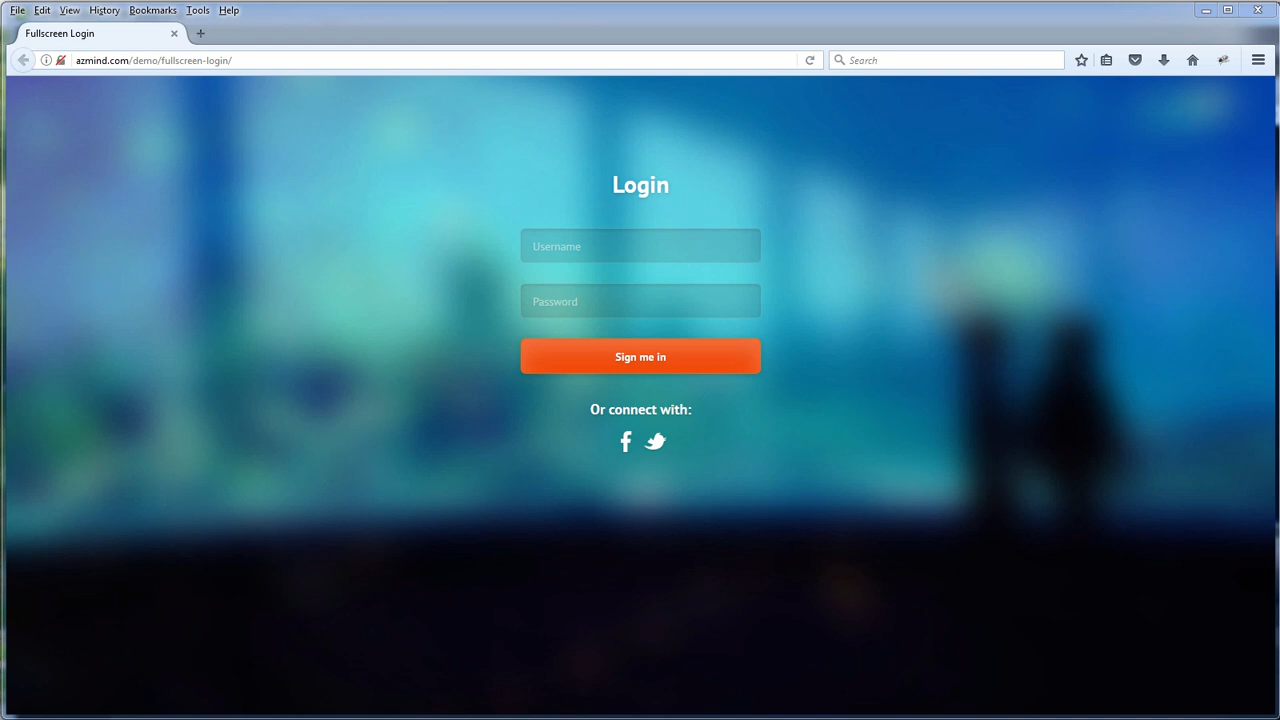 File Edit View History Bookmarks Tools Help
Fullscreen Login
azmind.com/demo/fullscreen-login/
Search
Login
Username
Password
Sign me in
Or connect with: